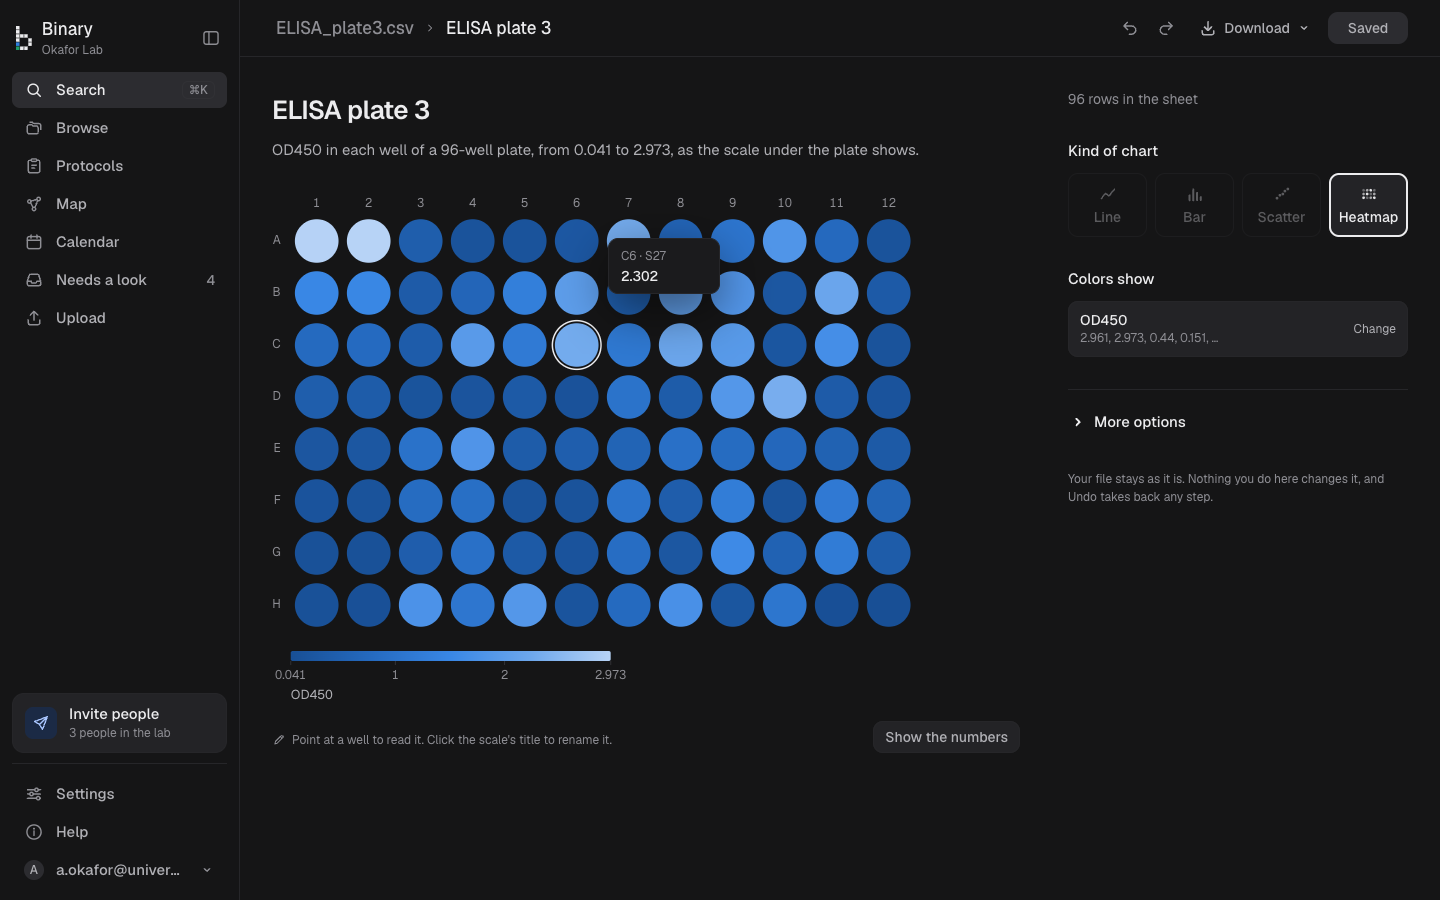 Binary
Okafor Lab
Search ⌘K
Browse
Protocols
Map
Calendar
Needs a look 4
Upload
Invite people
3 people in the lab
Settings
Help
A a.okafor@univer...
ELISA_plate3.csv › ELISA plate 3
Download
Saved
ELISA plate 3
OD450 in each well of a 96-well plate, from 0.041 to 2.973, as the scale under the plate shows.
1 2 3 4 5 6 7 8 9 10 11 12
A
B
C
D
E
F
G
H
C6 · S27
2.302
0.041 1 2 2.973
OD450
Point at a well to read it. Click the scale's title to rename it.
Show the numbers
96 rows in the sheet
Kind of chart
Line Bar Scatter Heatmap
Colors show
OD450
2.961, 2.973, 0.44, 0.151, ...
Change
More options
Your file stays as it is. Nothing you do here changes it, and
Undo takes back any step.